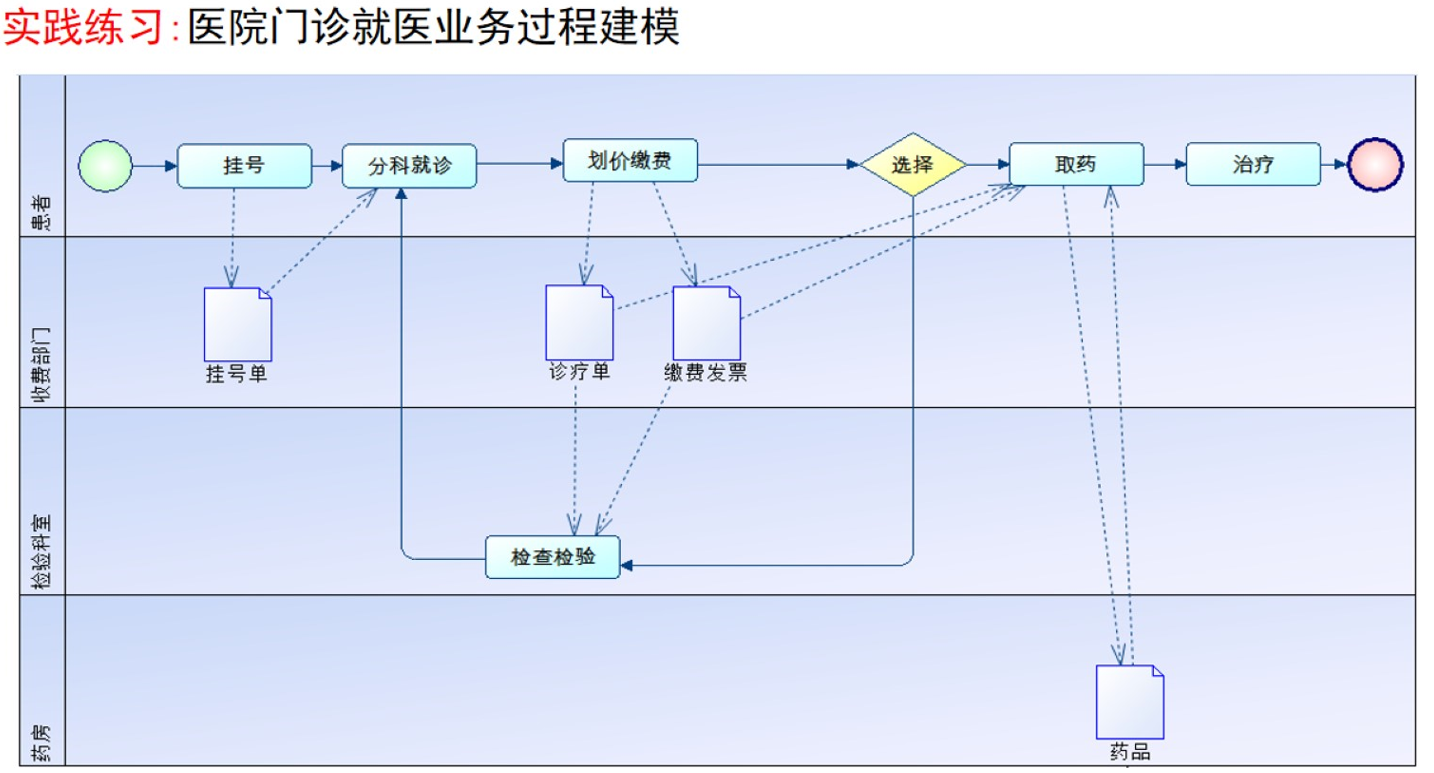 实践练习:医院门诊就医业务过程建模
患者
挂号
分科就诊
划价缴费
选择
取药
治疗
收费部门
挂号单
诊疗单
缴费发票
检验科室
检查检验
药房
药品